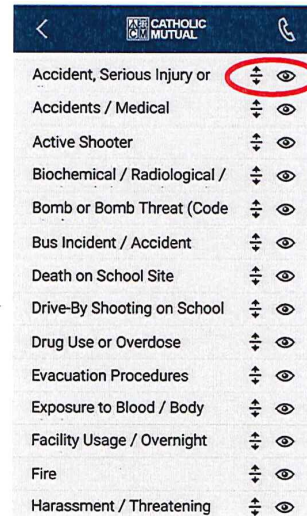 CATHOLIC
MUTUAL
Accident, Serious Injury or
Accidents / Medical
Active Shooter
Biochemical / Radiological /
Bomb or Bomb Threat (Code
Bus Incident / Accident
Death on School Site
Drive-By Shooting on School
Drug Use or Overdose
Evacuation Procedures
Exposure to Blood / Body
Facility Usage / Overnight
Fire
Harassment / Threatening